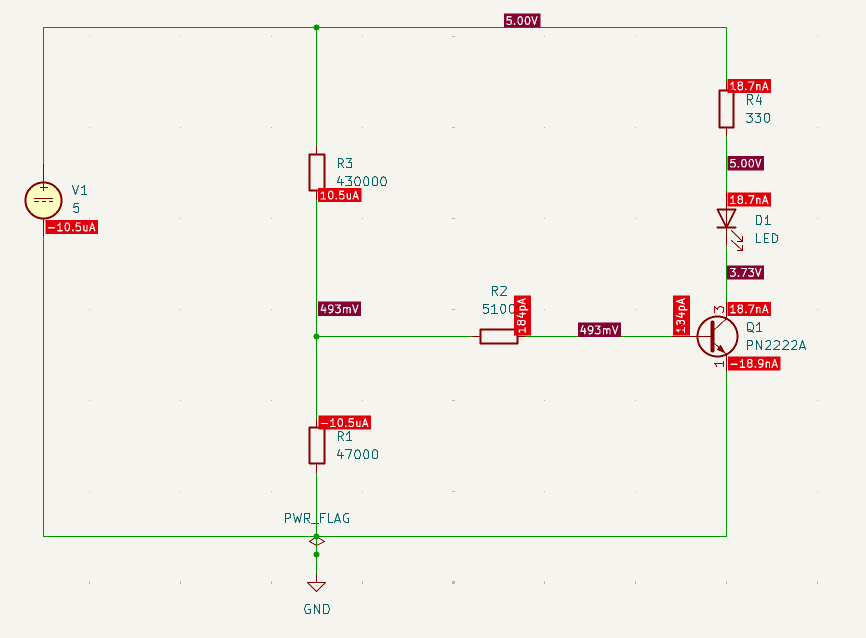 5.00V
18.7nA
R4
330
R3
430000
10.5uA
5.00V
V1
5
-10.5uA
18.7nA
D1
LED
3.73V
R2
5100
184pA
493mV
493mV
134pA
3
18.7nA
Q1
PN2222A
1
-18.9nA
-10.5uA
R1
47000
PWR_FLAG
GND